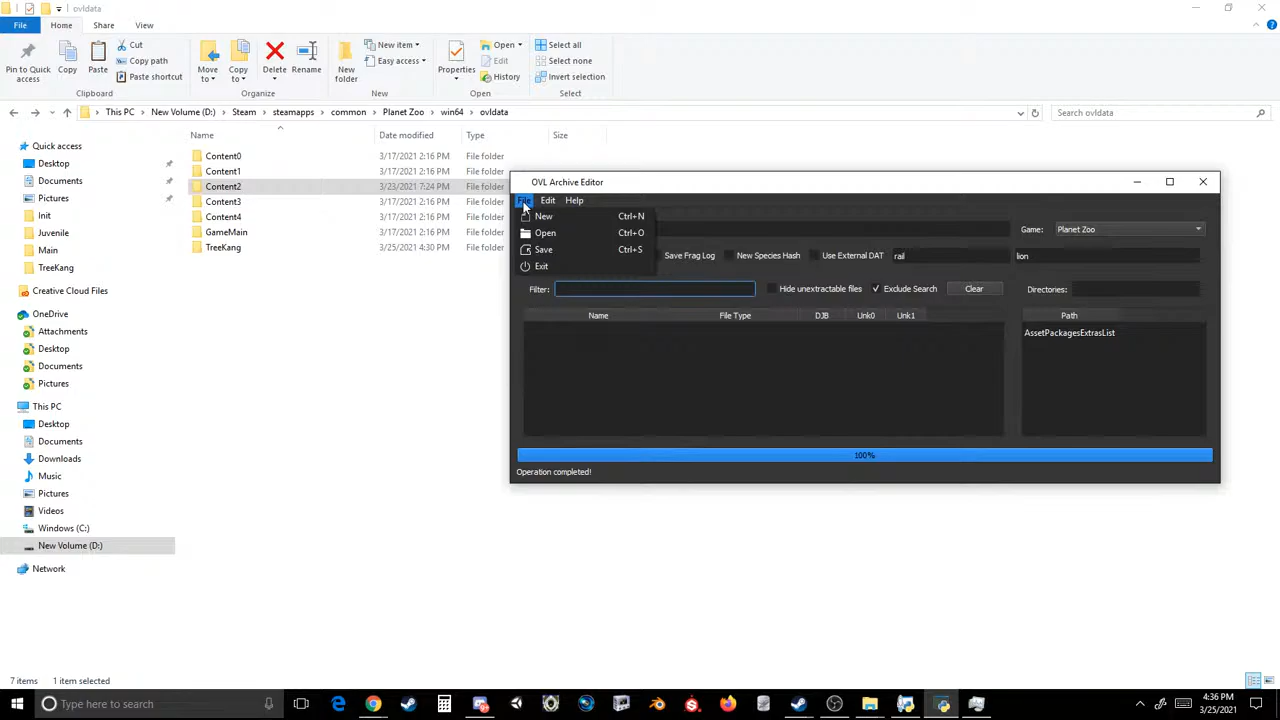 ovldata
File Home Share View
Pin to Quick access
Copy
Paste
Cut
Copy path
Paste shortcut
Clipboard
Move to
Copy to
Delete
Rename
Organize
New folder
New item
Easy access
New
Properties
Open
Edit
History
Open
Select all
Select none
Invert selection
Select
This PC > New Volume (D:) > Steam > steamapps > common > Planet Zoo > win64 > ovldata
Search ovldata
Name Date modified Type Size
Content0 3/17/2021 2:16 PM File folder
Content1 3/17/2021 2:16 PM File folder
Content2 3/23/2021 7:24 PM File folder
Content3 3/17/2021 2:16 PM File folder
Content4 3/17/2021 2:16 PM File folder
GameMain 3/17/2021 2:16 PM File folder
TreeKang 3/25/2021 4:30 PM File folder
Quick access
Desktop
Documents
Pictures
Init
Juvenile
Main
TreeKang
Creative Cloud Files
OneDrive
Attachments
Desktop
Documents
Pictures
This PC
Desktop
Documents
Downloads
Music
Pictures
Videos
Windows (C:)
New Volume (D:)
Network
OVL Archive Editor
File Edit Help
New Ctrl+N
Open Ctrl+O
Save Ctrl+S
Exit
Game: Planet Zoo
Save Frag Log New Species Hash Use External DAT rail lion
Filter: Hide unextractable files Exclude Search Clear Directories:
Name File Type DJB Unk0 Unk1 Path
AssetPackagesExtrasList
100%
Operation completed!
7 items 1 item selected
Type here to search
4:36 PM
3/25/2021